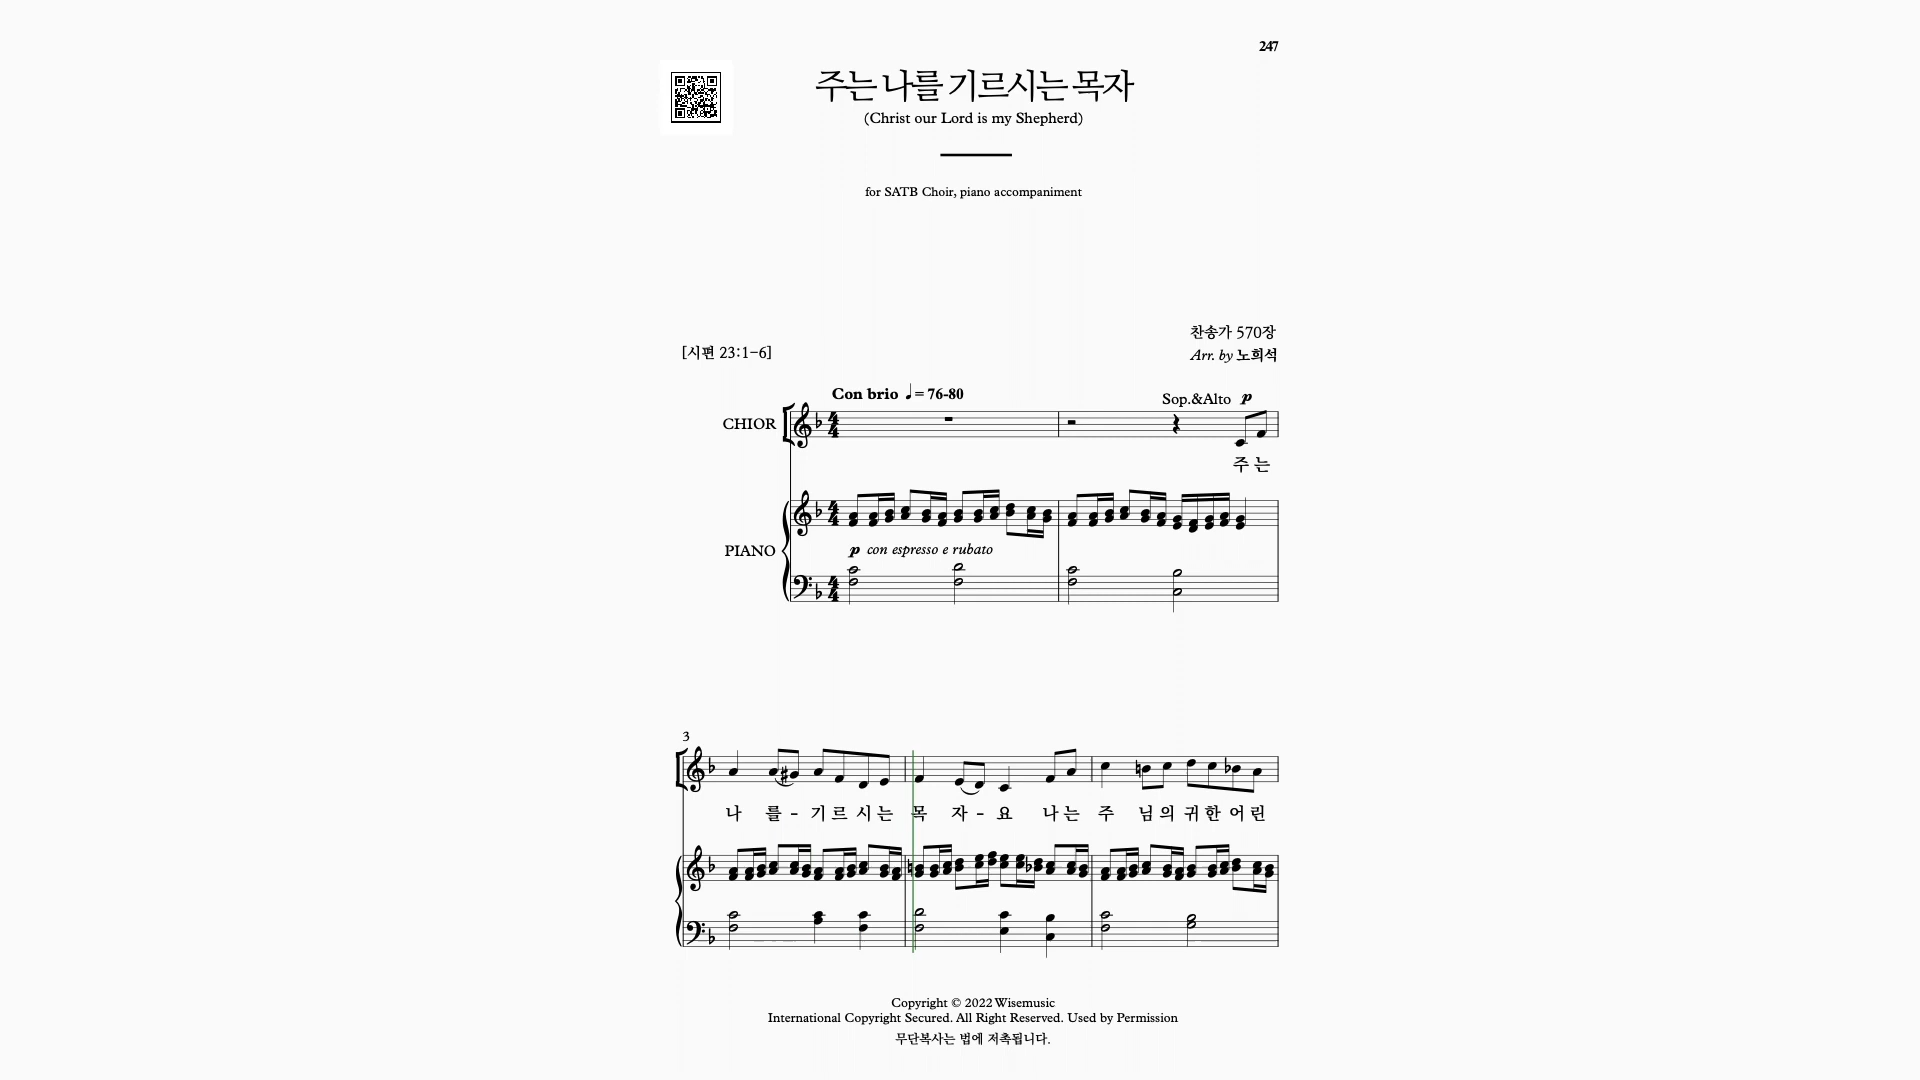 247
주는 나를 기르시는 목자
(Christ our Lord is my Shepherd)
for SATB Choir, piano accompaniment
찬송가 570장
[시편 23:1-6]
Arr. by 노희석
Con brio ♩= 76-80
Sop.&Alto p
CHIOR
주 는
PIANO
p con espresso e rubato
3
나 를 - 기 르 시 는 목 자 - 요 나 는 주 님 의 귀 한 어 린
Copyright © 2022 Wisemusic
International Copyright Secured. All Right Reserved. Used by Permission
무단복사는 법에 저촉됩니다.